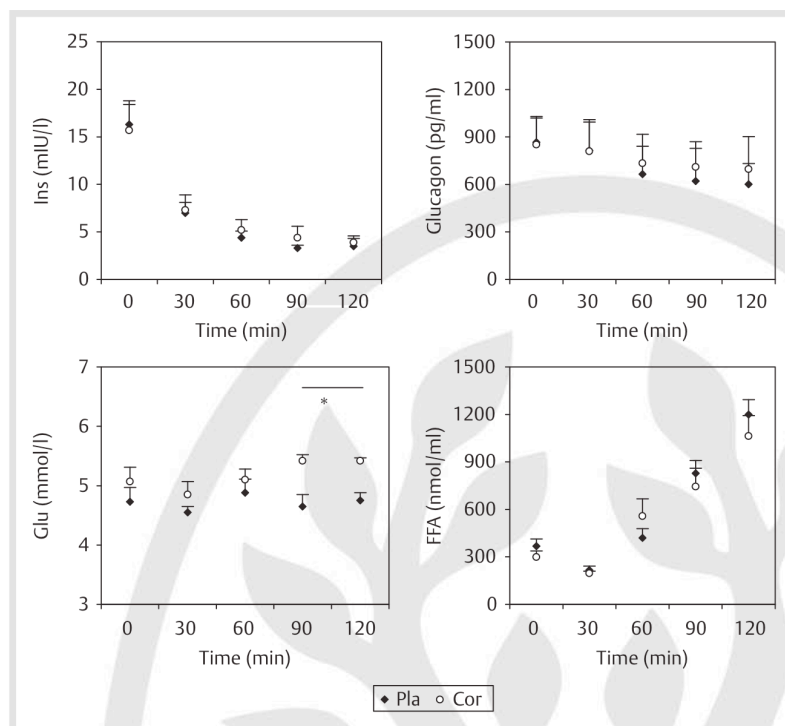 25
20
15
10
5
0
Ins (mIU/l)
0 30 60 90 120
Time (min)
1500
1200
900
600
300
0
Glucagon (pg/ml)
0 30 60 90 120
Time (min)
7
6
5
4
3
Glu (mmol/l)
*
0 30 60 90 120
Time (min)
1500
1200
900
600
300
0
FFA (nmol/ml)
0 30 60 90 120
Time (min)
Pla Cor